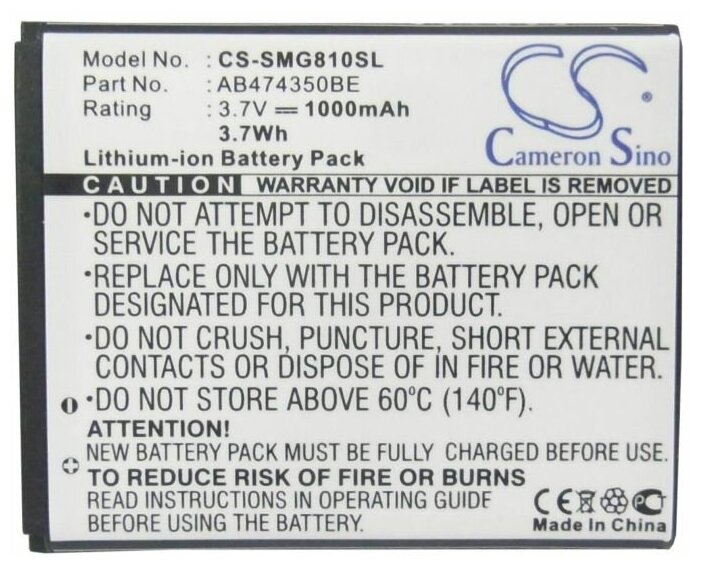 Model No. : CS-SMG810SL
Part No. : AB474350BE
Rating : 3.7V 1000mAh
3.7Wh
Lithium-ion Battery Pack
CS®
Cameron Sino
CAUTION WARRANTY VOID IF LABEL IS REMOVED
•DO NOT ATTEMPT TO DISASSEMBLE, OPEN OR
SERVICE THE BATTERY PACK.
•REPLACE ONLY WITH THE BATTERY PACK
DESIGNATED FOR THIS PRODUCT.
•DO NOT CRUSH, PUNCTURE, SHORT EXTERNAL
CONTACTS OR DISPOSE OF IN FIRE OR WATER.
•DO NOT STORE ABOVE 60°C (140°F).
ATTENTION!
NEW BATTERY PACK MUST BE FULLY CHARGED BEFORE USE.
TO REDUCE RISK OF FIRE OR BURNS
READ INSTRUCTIONS IN OPERATING GUIDE
BEFORE USE
CE
Made In China